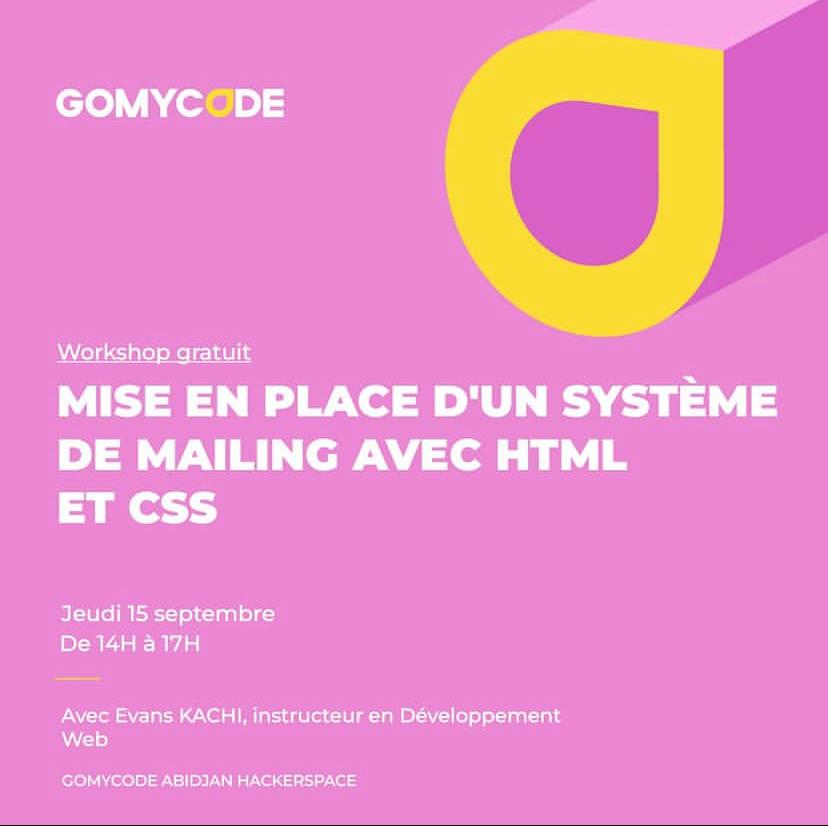 GOMYCODE
Workshop gratuit
MISE EN PLACE D'UN SYSTÈME
DE MAILING AVEC HTML
ET CSS
Jeudi 15 septembre
De 14H à 17H
Avec Evans KACHI, instructeur en Développement
Web
GOMYCODE ABIDJAN HACKERSPACE